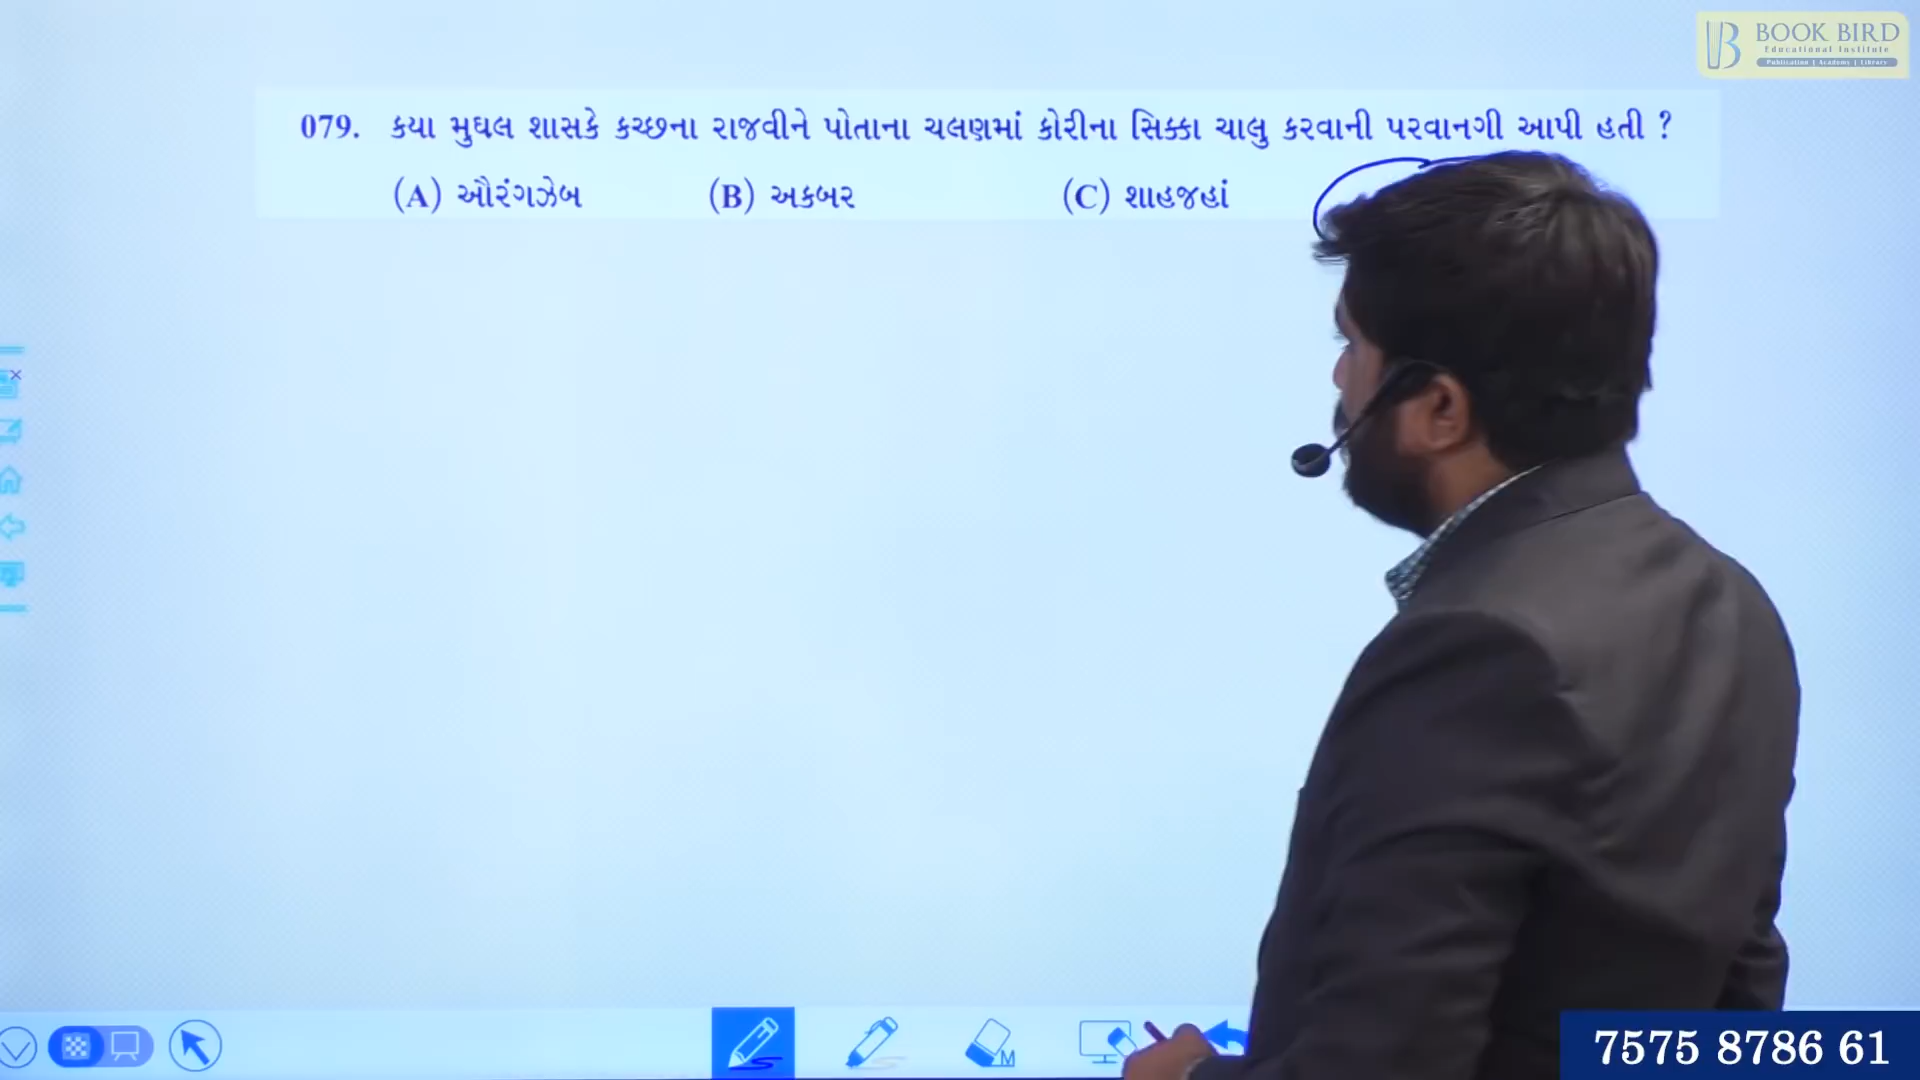 BOOK BIRD
Educational Institute
Publication | Academy | Library
079. કયા મુઘલ શાસકે કચ્છના રાજવીને પોતાના ચલણમાં કોરીના સિક્કા ચાલુ કરવાની પરવાનગી આપી હતી ?
(A) ઔરંગઝેબ (B) અકબર (C) શાહજહાં
M
7575 8786 61